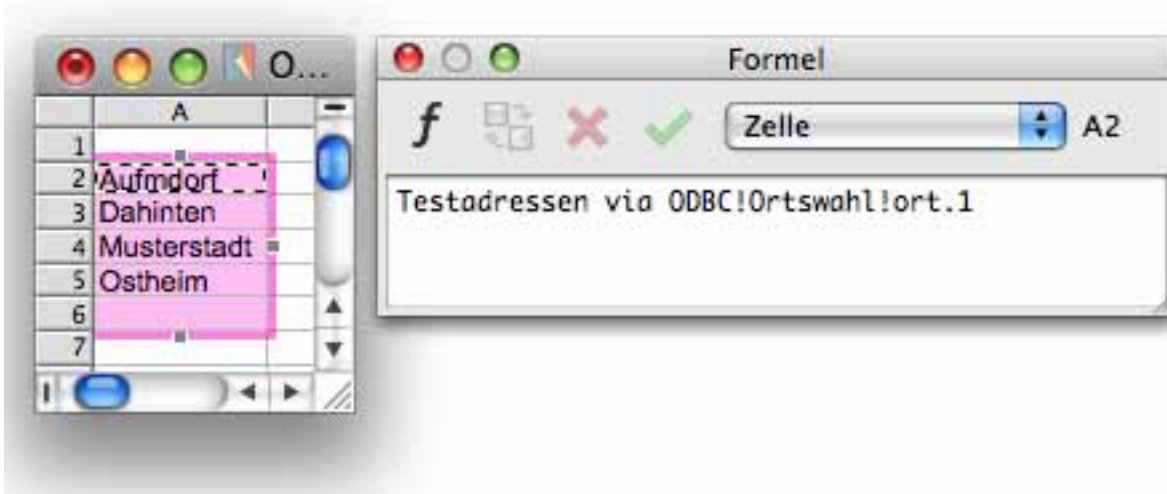 O...
A
1
2 Aufmdorf
3 Dahinten
4 Musterstadt
5 Ostheim
6
7
Formel
f Zelle A2
Testadressen via ODBC!Ortswahl!ort.1